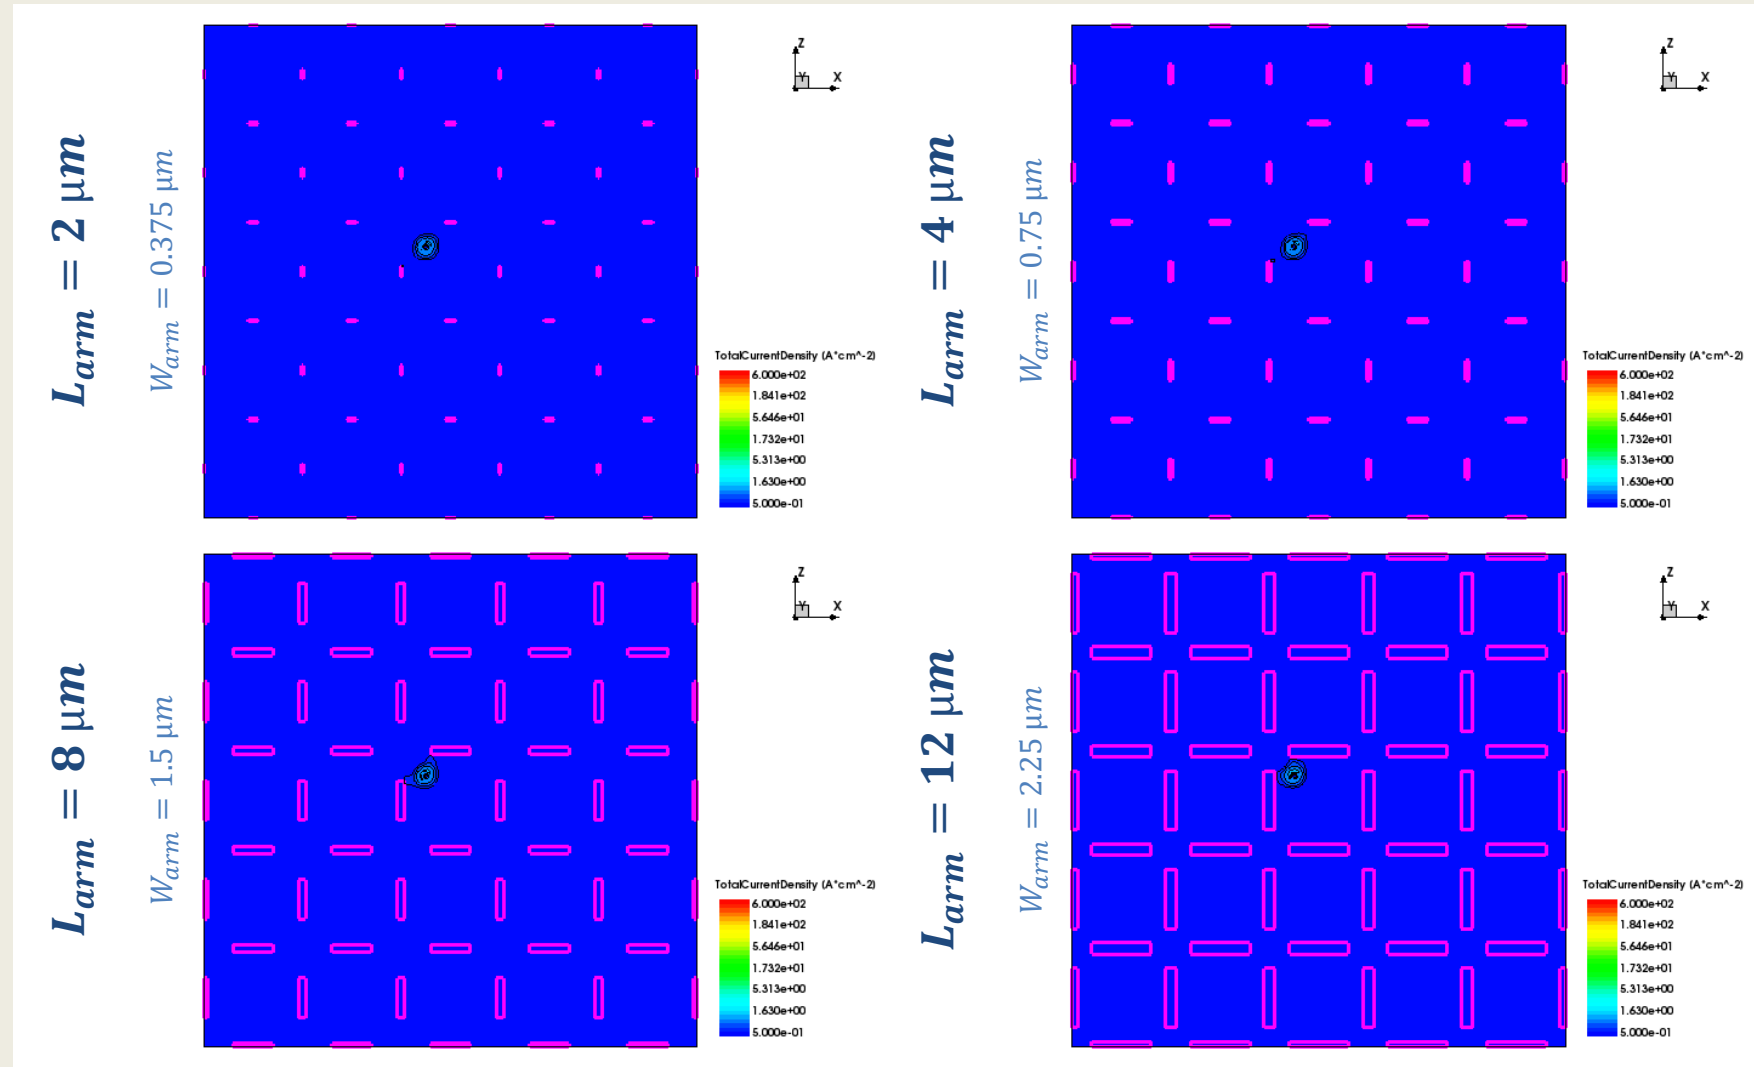 L_arm = 2 μm
W_arm = 0.375 μm
Z
Y
X
TotalCurrentDensity (A*cm^-2)
6.000e+02
1.841e+02
5.646e+01
1.732e+01
5.313e+00
1.630e+00
5.000e-01
L_arm = 4 μm
W_arm = 0.75 μm
Z
Y
X
TotalCurrentDensity (A*cm^-2)
6.000e+02
1.841e+02
5.646e+01
1.732e+01
5.313e+00
1.630e+00
5.000e-01
L_arm = 8 μm
W_arm = 1.5 μm
Z
Y
X
TotalCurrentDensity (A*cm^-2)
6.000e+02
1.841e+02
5.646e+01
1.732e+01
5.313e+00
1.630e+00
5.000e-01
L_arm = 12 μm
W_arm = 2.25 μm
Z
Y
X
TotalCurrentDensity (A*cm^-2)
6.000e+02
1.841e+02
5.646e+01
1.732e+01
5.313e+00
1.630e+00
5.000e-01